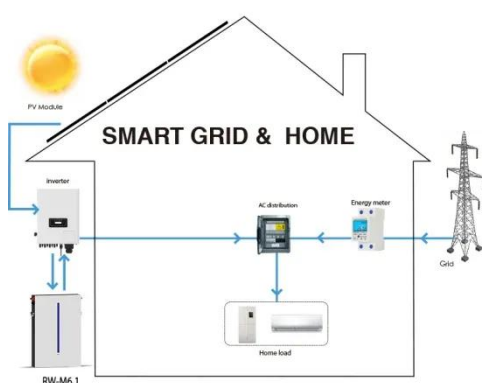 PV Module
SMART GRID & HOME
Inverter
AC distribution
Energy meter
Grid
Home load
RW-M6.1